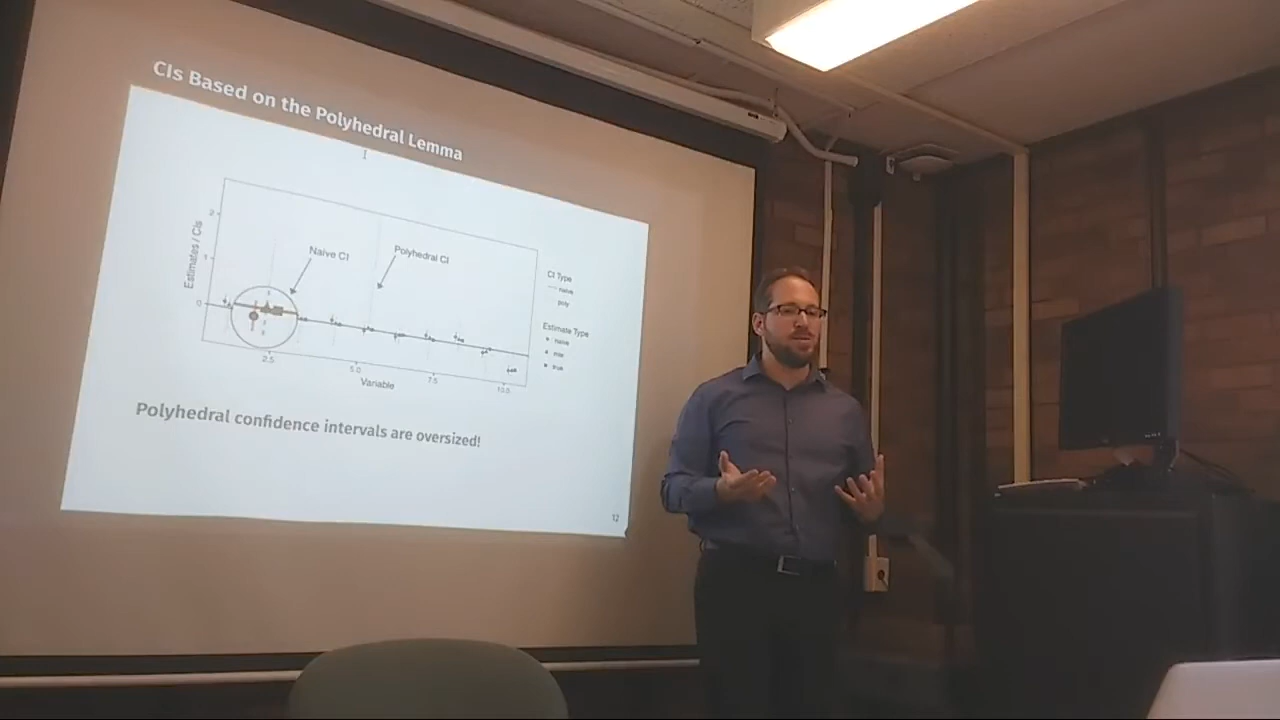 CIs Based on the Polyhedral Lemma
Naive CI
Polyhedral CI
Estimates / CIs
2
1
0
2.5
5.0
7.5
10.0
Variable
CI Type
naive
poly
Estimate Type
naive
mle
true
Polyhedral confidence intervals are oversized!
12